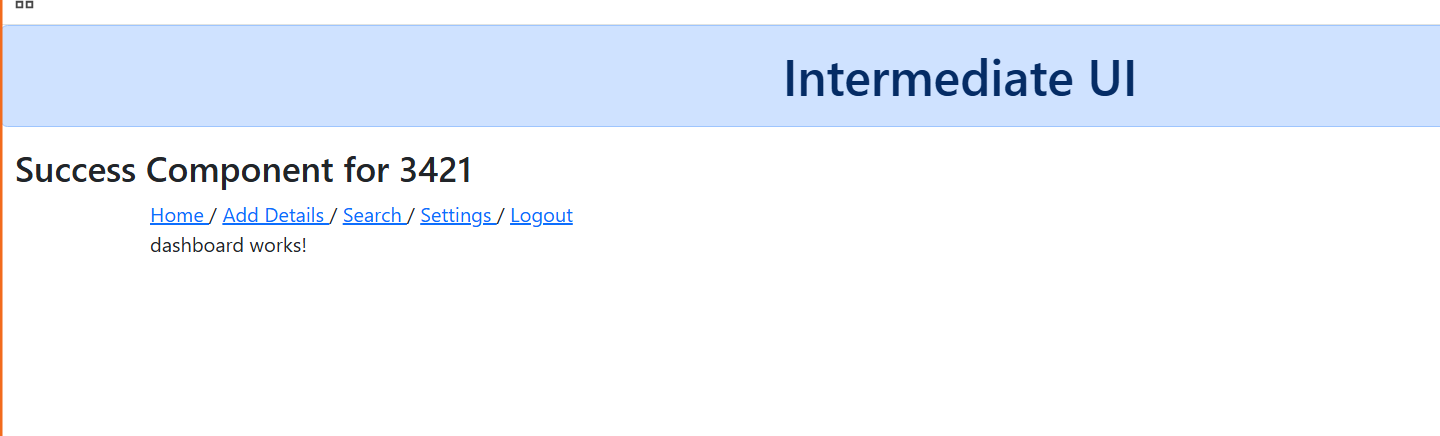 Intermediate UI
Success Component for 3421
Home / Add Details / Search / Settings / Logout
dashboard works!